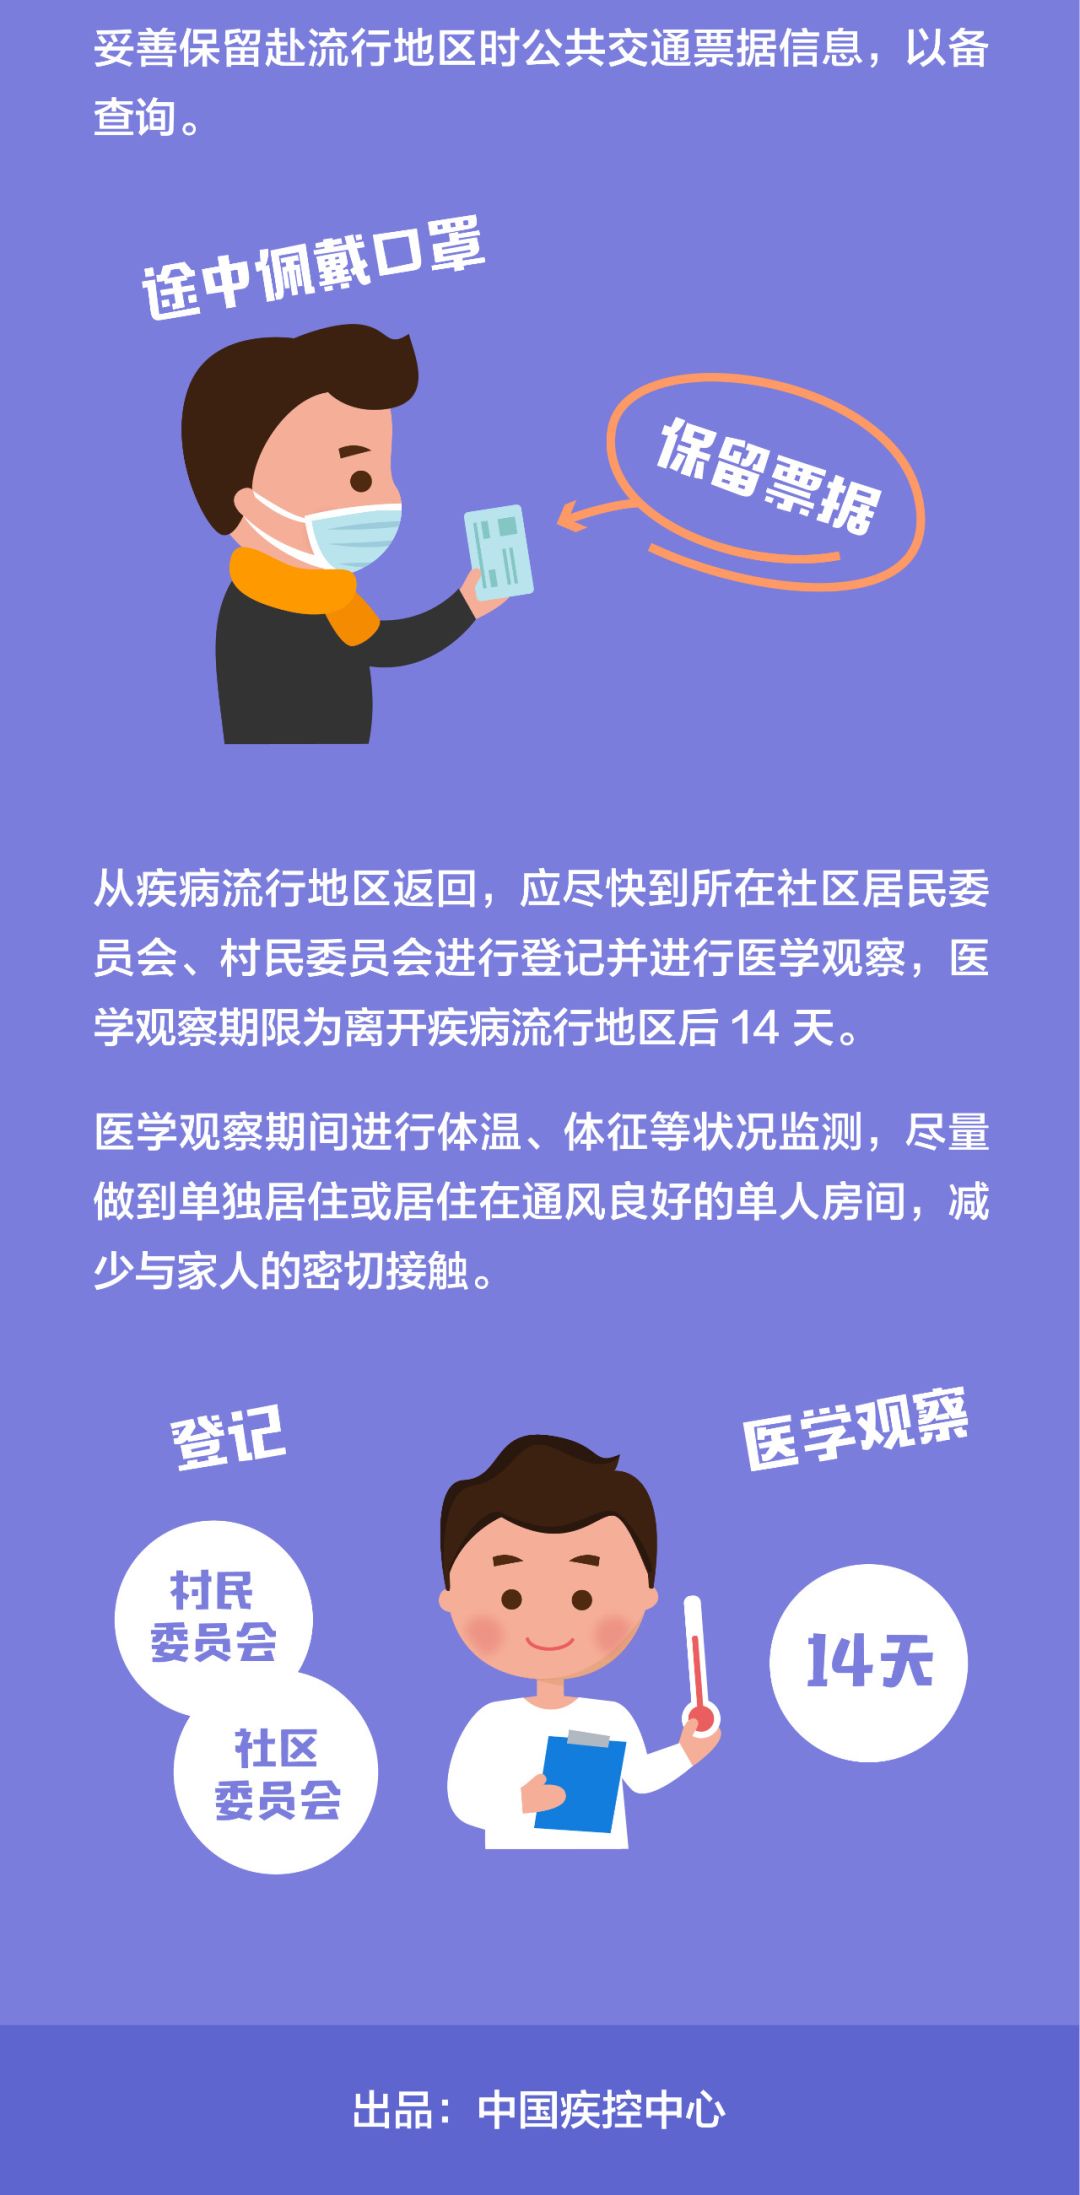 妥善保留赴流行地区时公共交通票据信息，以备
查询。
途中佩戴口罩
保留票据
从疾病流行地区返回，应尽快到所在社区居民委
员会、村民委员会进行登记并进行医学观察，医
学观察期限为离开疾病流行地区后 14 天。
医学观察期间进行体温、体征等状况监测，尽量
做到单独居住或居住在通风良好的单人房间，减
少与家人的密切接触。
登记
医学观察
村民
委员会
社区
委员会
14天
出品：中国疾控中心